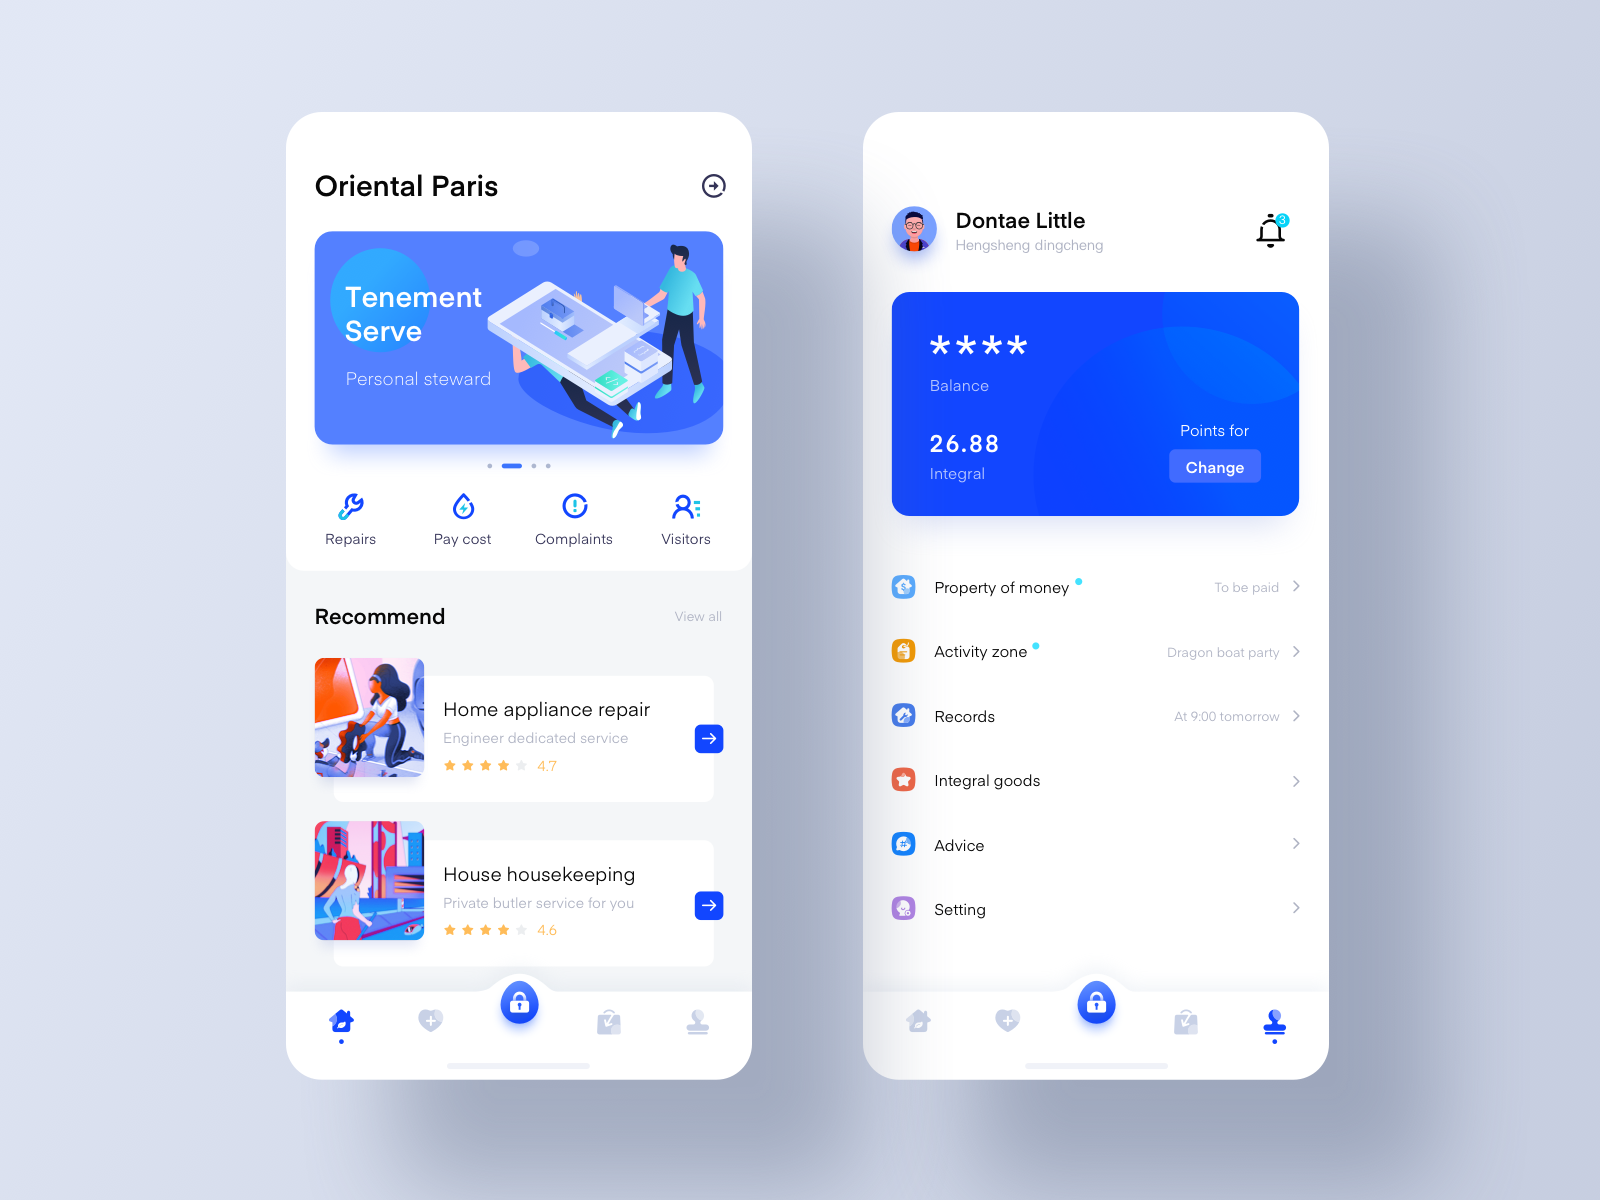 Oriental Paris
Tenement
Serve
Personal steward
Repairs
Pay cost
Complaints
Visitors
Recommend
View all
Home appliance repair
Engineer dedicated service
4.7
House housekeeping
Private butler service for you
4.6
Dontae Little
Hengsheng dingcheng
3
****
Balance
26.88
Integral
Points for
Change
Property of money
To be paid
Activity zone
Dragon boat party
Records
At 9:00 tomorrow
Integral goods
Advice
Setting